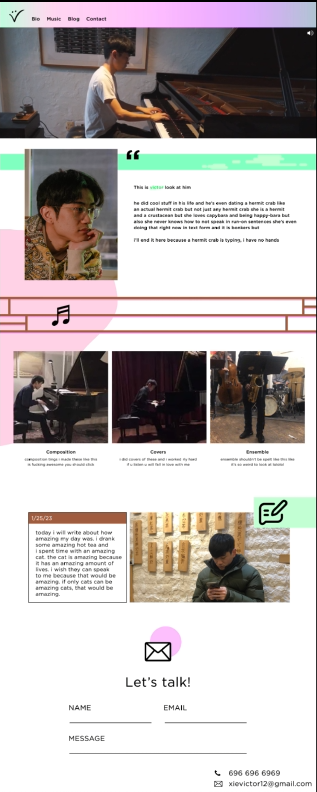 Bio Music Blog Contact
“
This is victor look at him
he did cool stuff in his life and he's even dating a hermit crab like
an actual hermit crab but not just any hermit crab she is a hermit
and a crustacean but she loves capybara and being happy-bara but
also she never knows how to not speak in run-on sentences she's even
doing that right now in text form and it is bonkers but
i'll end it here because a hermit crab is typing, i have no hands
Composition
composition bings i made these like this
is fucking awesome you should click
Covers
i did covers of these and i worked my heed
if u listen u will fall in love with me
Ensemble
ensemble shouldn't be spelt like this like
it's so weird to look at lololol
1/25/23
today i will write about how
amazing my day was. i drank
some amazing hot tea and
i spent time with an amazing
cat. the cat is amazing because
it has an amazing amount of
lives. i wish thay can speak
to me because that would be
amazing. if only cats can be
amazing cats, that would be
amazing.
Let's talk!
NAME EMAIL
MESSAGE
696 696 6969
xievictor12@gmail.com